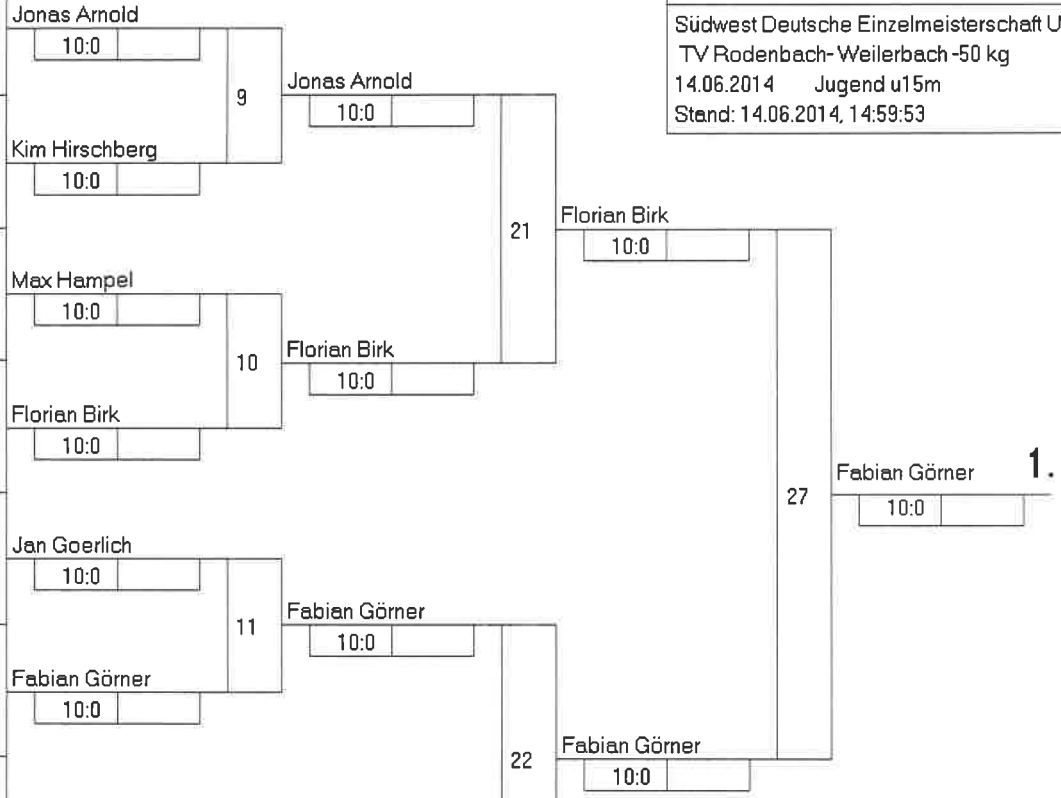 Südwest Deutsche Einzelmeisterschaft U
TV Rodenbach-Weilerbach -50 kg
14.06.2014 Jugend u15m
Stand: 14.06.2014, 14:59:53
Jonas Arnold
10:0
9
Jonas Arnold
10:0
Kim Hirschberg
10:0
21
Florian Birk
10:0
Max Hampel
10:0
10
Florian Birk
10:0
Florian Birk
10:0
27
Fabian Görner 1.
10:0
Jan Goerlich
10:0
11
Fabian Görner
10:0
Fabian Görner
10:0
22
Fabian Görner
10:0